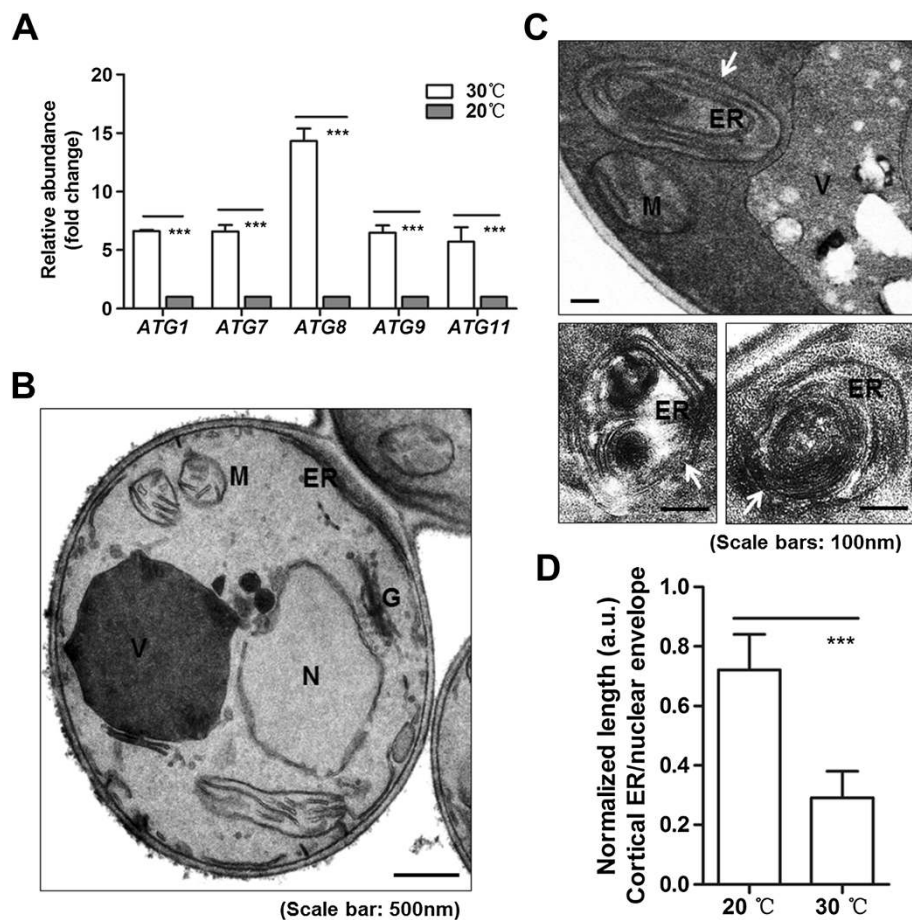 A
Relative abundance
(fold change)
20
15
10
5
0
30℃
20℃
***
***
***
***
***
ATG1
ATG7
ATG8
ATG9
ATG11
B
M
ER
G
V
N
(Scale bar: 500nm)
C
ER
M
V
ER
ER
(Scale bars: 100nm)
D
Normalized length (a.u.)
Cortical ER/nuclear envelope
1.0
0.8
0.6
0.4
0.2
0.0
***
20 ℃
30 ℃